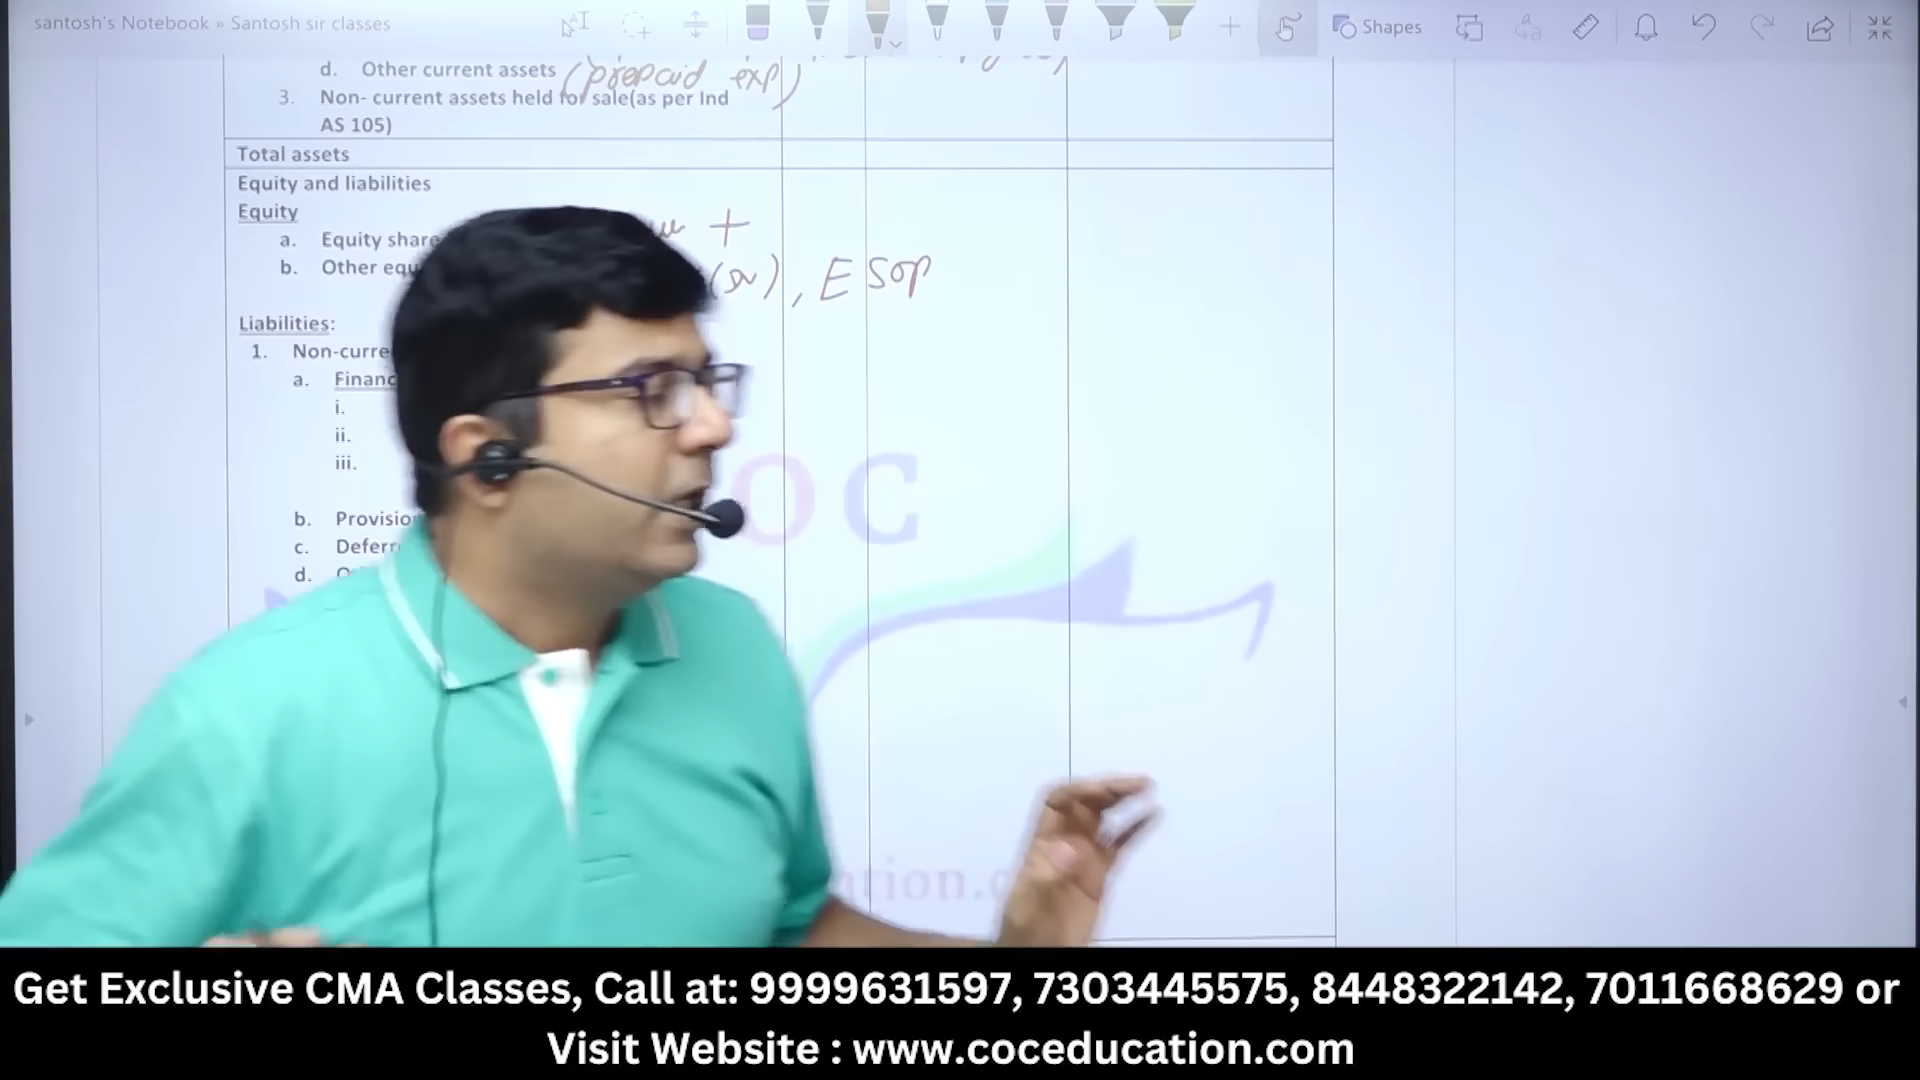 santosh's Notebook » Santosh sir classes
Shapes
d. Other current assets (prepaid exp)
3. Non- current assets held for sale(as per Ind
AS 105)
Total assets
Equity and liabilities
Equity
a. Equity share
+
b. Other equ
, ESOP
Liabilities:
1. Non-curre
a. Financ
i.
ii.
iii.
OC
b. Provisio
c. Deferr
d.
ation.c
Get Exclusive CMA Classes, Call at: 9999631597, 7303445575, 8448322142, 7011668629 or
Visit Website : www.coceducation.com